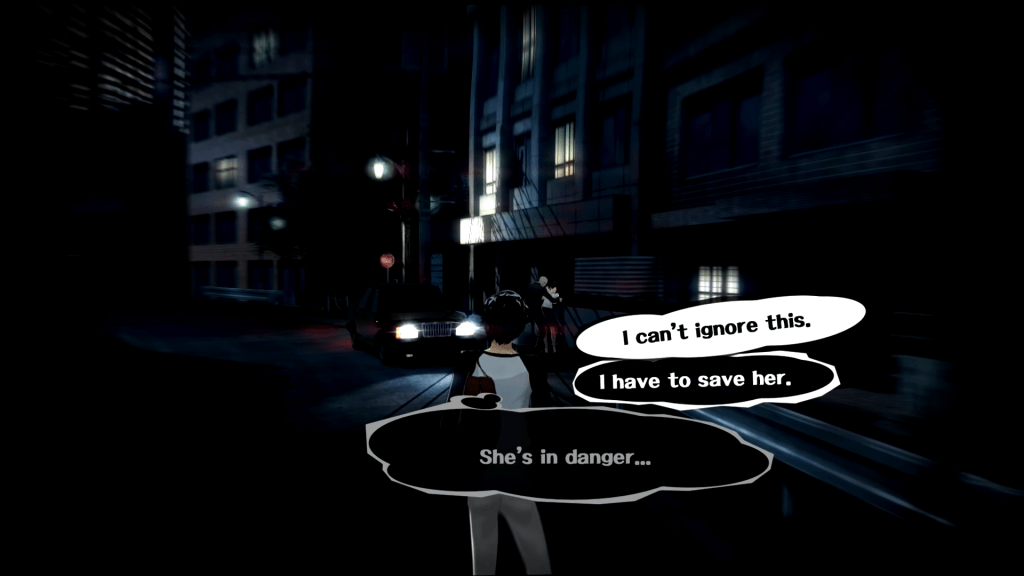 I can't ignore this.
I have to save her.
She's in danger...